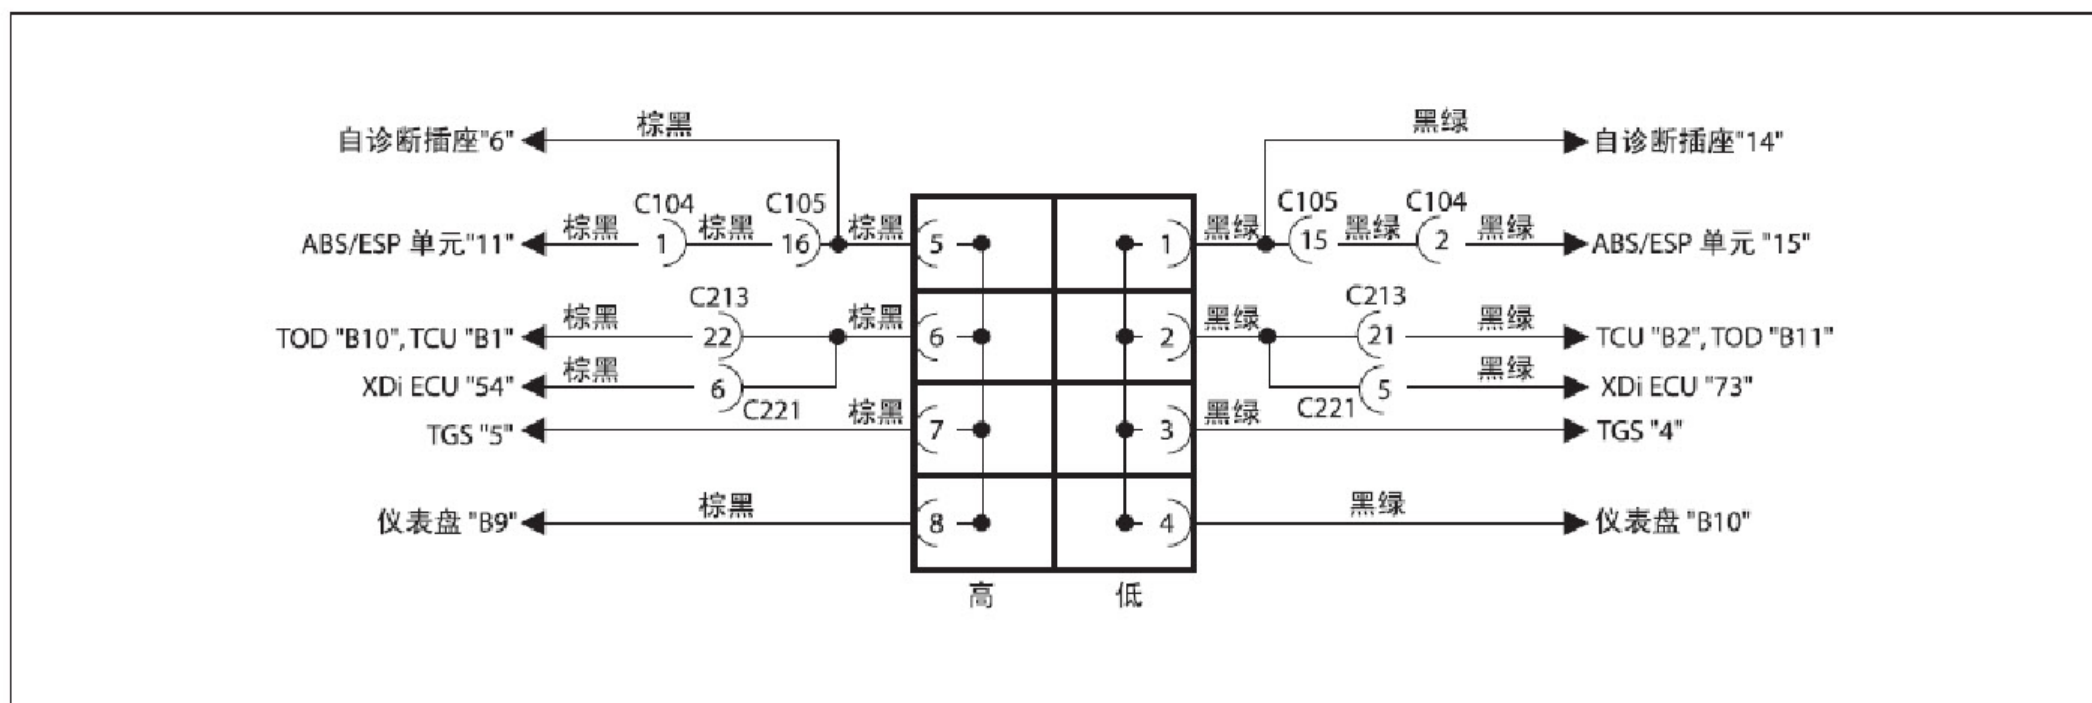 棕黑 黑绿
自诊断插座"6" 自诊断插座"14"
C104 C105 C105 C104
棕黑 棕黑 棕黑 黑绿 黑绿 黑绿
ABS/ESP 单元"11" 1 16 5 1 15 2 ABS/ESP 单元 "15"
C213 C213
棕黑 棕黑 黑绿 黑绿
TOD "B10", TCU "B1" 22 6 2 21 TCU "B2", TOD "B11"
棕黑 黑绿
XDi ECU "54" 6 5 XDi ECU "73"
C221 棕黑 黑绿 C221
TGS "5" 7 3 TGS "4"
棕黑 黑绿
仪表盘 "B9" 8 4 仪表盘 "B10"
高 低